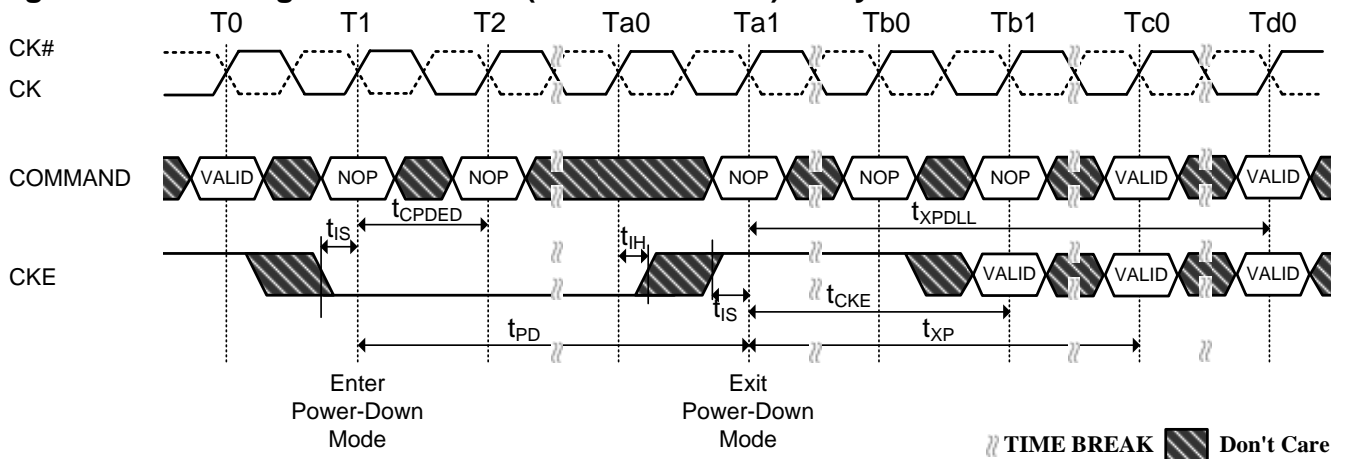 T0 T1 T2 Ta0 Ta1 Tb0 Tb1 Tc0 Td0
CK#
CK
COMMAND VALID NOP NOP NOP NOP NOP VALID VALID
tCPDED tXPDLL
tIS tIH
CKE VALID VALID VALID
tIS tCKE
tPD tXP
Enter
Power-Down
Mode
Exit
Power-Down
Mode
TIME BREAK Don't Care